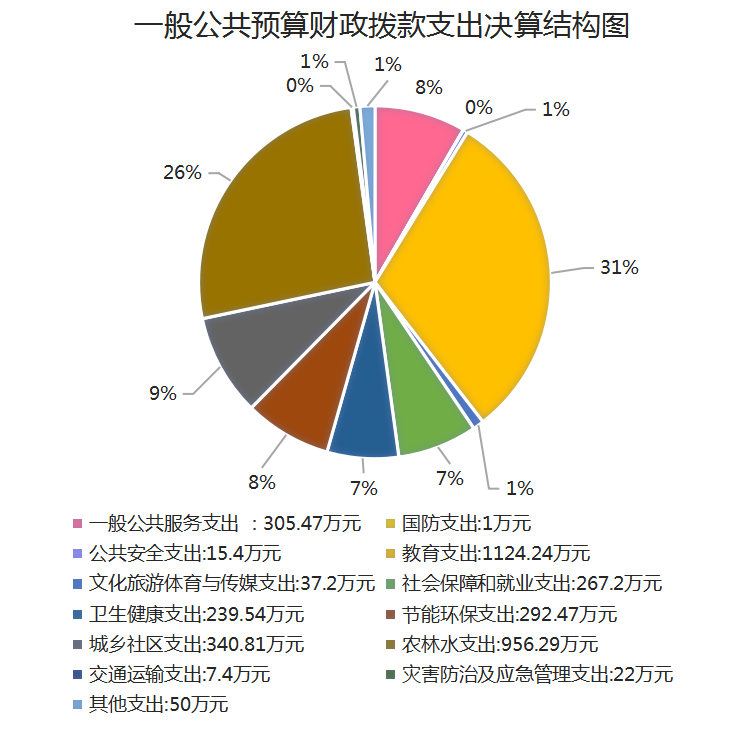 一般公共预算财政拨款支出决算结构图
1%
1%
0%
8%
0%
1%
26%
31%
9%
8%
7%
7%
1%
一般公共服务支出 ：305.47万元
国防支出:1万元
公共安全支出:15.4万元
教育支出:1124.24万元
文化旅游体育与传媒支出:37.2万元
社会保障和就业支出:267.2万元
卫生健康支出:239.54万元
节能环保支出:292.47万元
城乡社区支出:340.81万元
农林水支出:956.29万元
交通运输支出:7.4万元
灾害防治及应急管理支出:22万元
其他支出:50万元